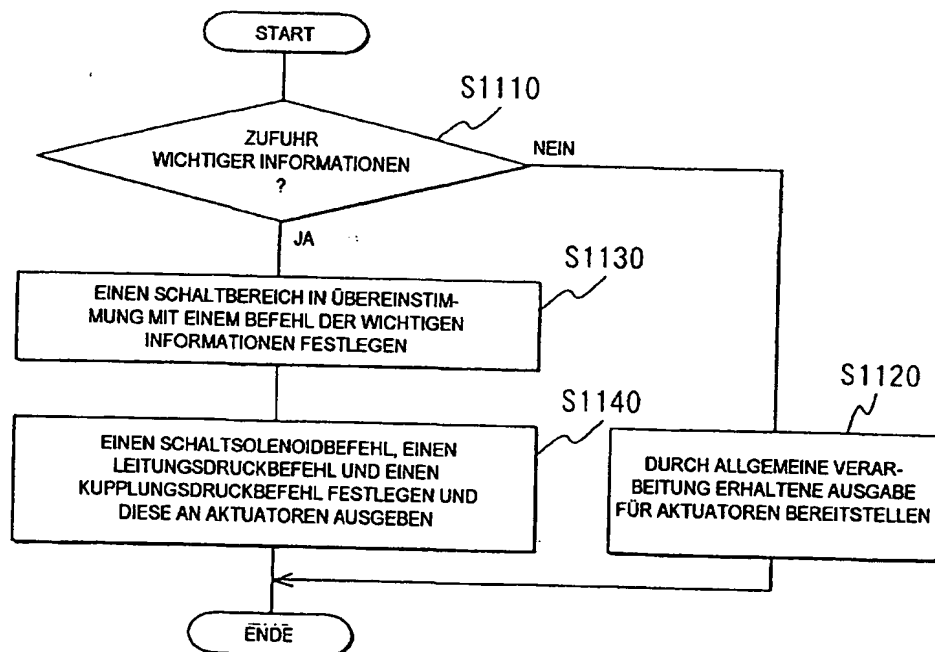 START
S1110
ZUFUHR
WICHTIGER INFORMATIONEN
?
NEIN
JA
S1130
EINEN SCHALTBEREICH IN ÜBEREINSTIM-
MUNG MIT EINEM BEFEHL DER WICHTIGEN
INFORMATIONEN FESTLEGEN
S1140
EINEN SCHALTSOLENOIDBEFEHL, EINEN
LEITUNGSDRUCKBEFEHL UND EINEN
KUPPLUNGSDRUCKBEFEHL FESTLEGEN UND
DIESE AN AKTUATOREN AUSGEBEN
S1120
DURCH ALLGEMEINE VERAR-
BEITUNG ERHALTENE AUSGABE
FÜR AKTUATOREN BEREITSTELLEN
ENDE